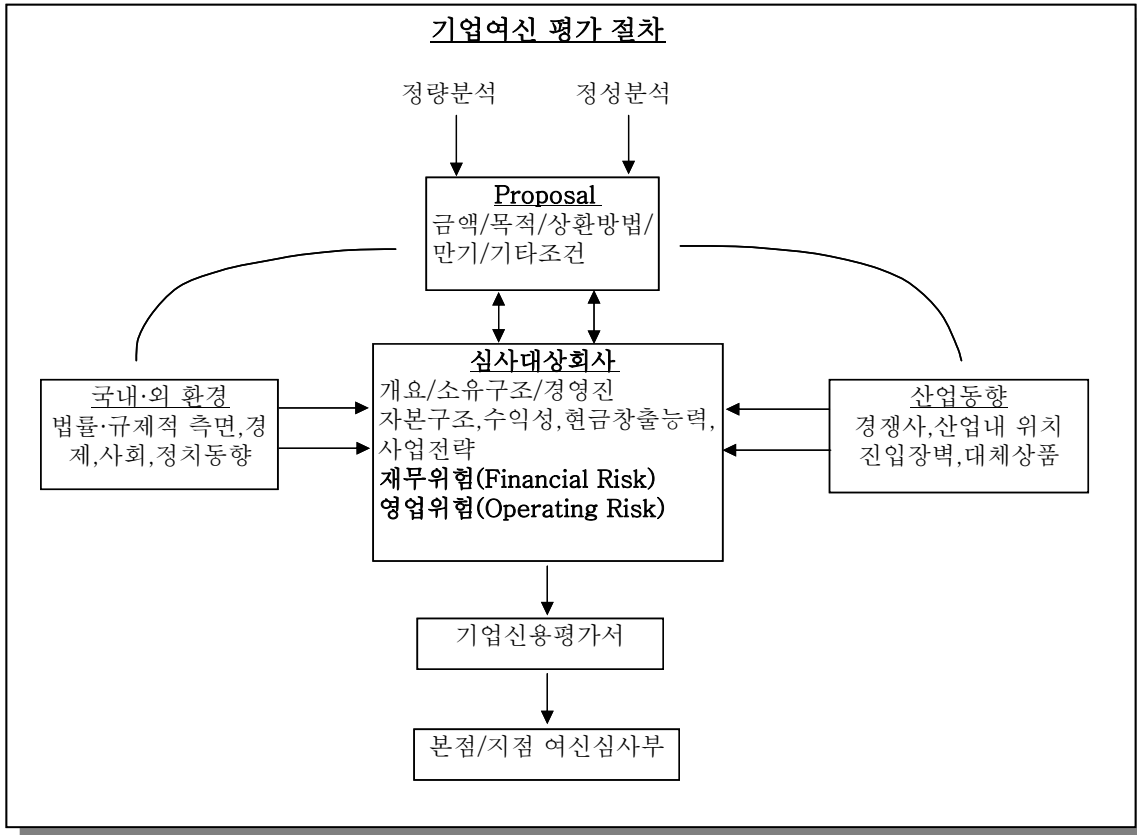 기업여신 평가 절차
정량분석
정성분석
Proposal
금액/목적/상환방법/
만기/기타조건
심사대상회사
개요/소유구조/경영진
자본구조,수익성,현금창출능력,
사업전략
재무위험(Financial Risk)
영업위험(Operating Risk)
국내·외 환경
법률·규제적 측면,경
제,사회,정치동향
산업동향
경쟁사,산업내 위치
진입장벽,대체상품
기업신용평가서
본점/지점 여신심사부